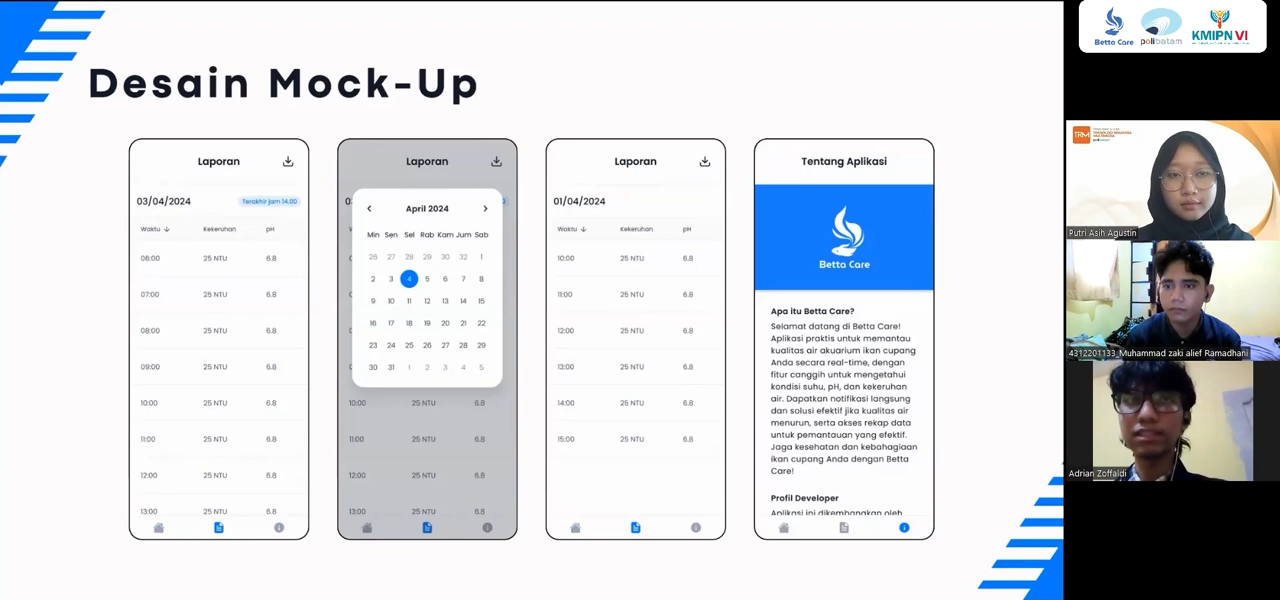 Desain Mock-Up
Laporan
03/04/2024 Terakhir jam 14.00
Waktu Kekeruhan pH
06:00 25 NTU 6.8
07:00 25 NTU 6.8
08:00 25 NTU 6.8
09:00 25 NTU 6.8
10:00 25 NTU 6.8
11:00 25 NTU 6.8
12:00 25 NTU 6.8
13:00 25 NTU 6.8
Laporan
03
April 2024
Min Sen Sel Rab Kam Jum Sab
26 27 28 29 30 32 1
2 3 4 5 6 7 8
9 10 11 12 13 14 15
16 17 18 19 20 21 22
23 24 25 26 27 28 29
30 31 1 2 3 4 5
10:00 25 NTU 6.8
11:00 25 NTU 6.8
12:00 25 NTU 6.8
13:00 25 NTU 6.8
Laporan
01/04/2024
Waktu Kekeruhan pH
10:00 25 NTU 6.8
11:00 25 NTU 6.8
12:00 25 NTU 6.8
13:00 25 NTU 6.8
14:00 25 NTU 6.8
15:00 25 NTU 6.8
Tentang Aplikasi
Betta Care
Apa itu Betta Care?
Selamat datang di Betta Care!
Aplikasi praktis untuk memantau
kualitas air akuarium ikan cupang
Anda secara real-time, dengan
fitur canggih untuk mengetahui
kondisi suhu, pH, dan kekeruhan
air. Dapatkan notifikasi langsung
dan solusi efektif jika kualitas air
menurun, serta akses rekap data
untuk pemantauan yang efektif.
Jaga kesehatan dan kebahagiaan
ikan cupang Anda dengan Betta
Care!
Profil Developer
Aplikasi ini dikembangkan oleh
Betta Care polibatam KMIPN VI
TRM
polibatam
Putri Asih Agustin
4312201133_Muhammad zaki alief Ramadhani
Adrian Zoffaldi